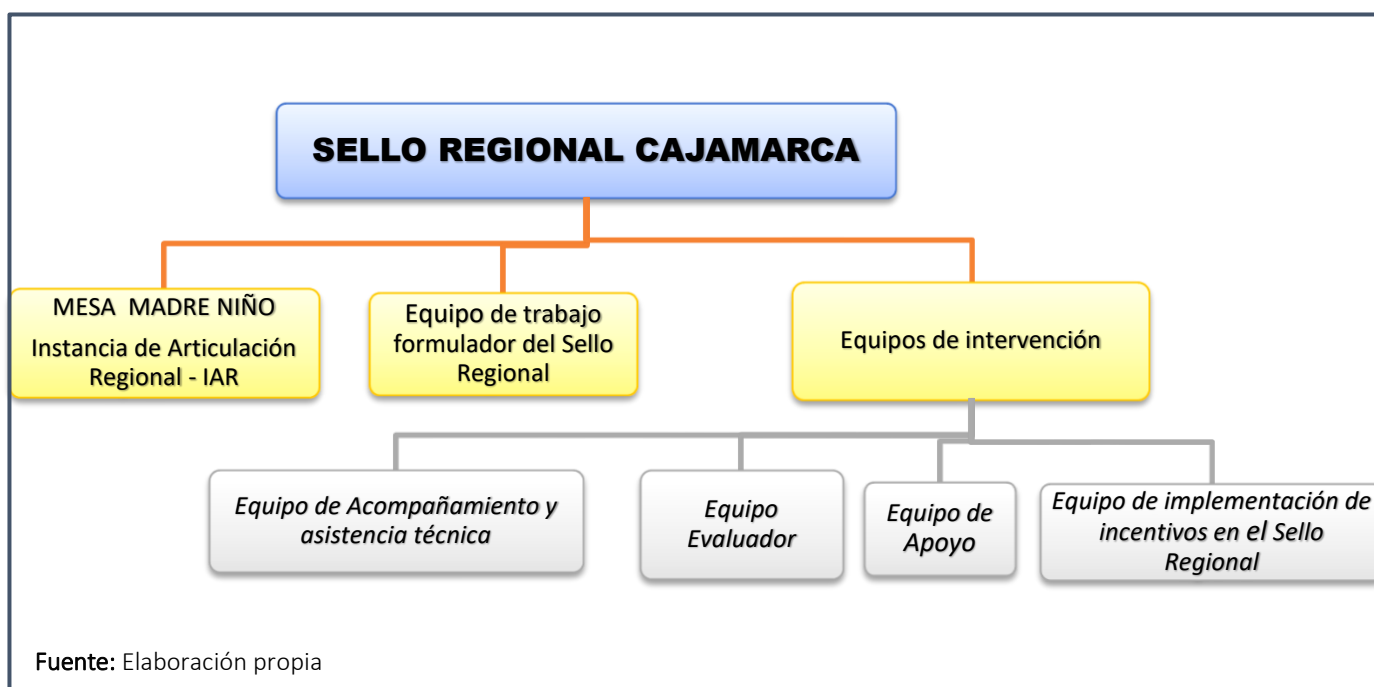 SELLO REGIONAL CAJAMARCA
MESA MADRE NIÑO
Instancia de Articulación
Regional - IAR
Equipo de trabajo
formulador del Sello
Regional
Equipos de intervención
Equipo de Acompañamiento y
asistencia técnica
Equipo
Evaluador
Equipo de
Apoyo
Equipo de implementación de
incentivos en el Sello
Regional
Fuente: Elaboración propia